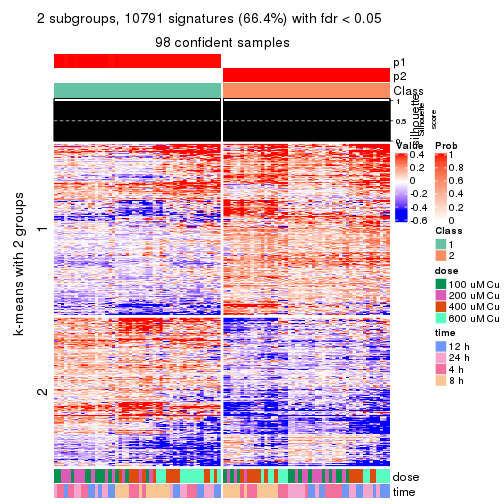 2 subgroups, 10791 signatures (66.4%) with fdr < 0.05
98 confident samples
p1
p2
Class
1
0.5
0
Silhouette
score
k-means with 2 groups
1
2
Value
0.4
0.2
0
-0.2
-0.4
-0.6
Prob
1
0.8
0.6
0.4
0.2
0
Class
1
2
dose
100 uM Cu
200 uM Cu
400 uM Cu
600 uM Cu
time
12 h
24 h
4 h
8 h
dose
time